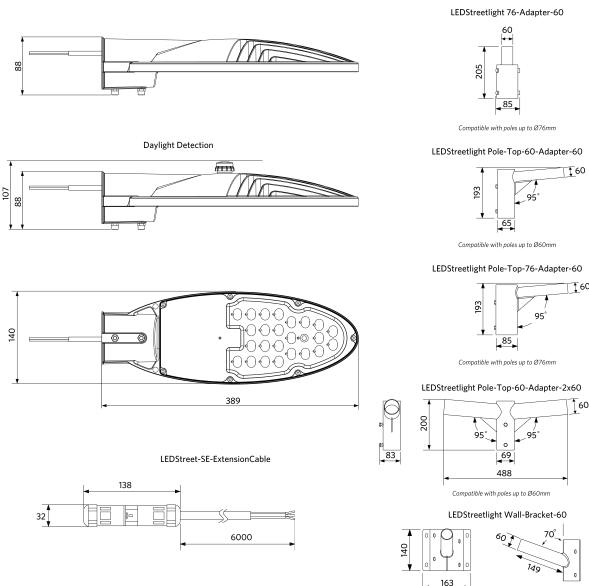 88
Daylight Detection
107
88
140
389
LEDStreet-SE-ExtensionCable
138
32
6000
LEDStreetlight 76-Adapter-60
60
205
85
Compatible with poles up to Ø76mm
LEDStreetlight Pole-Top-60-Adapter-60
60
193
95°
65
Compatible with poles up to Ø60mm
LEDStreetlight Pole-Top-76-Adapter-60
60
193
95°
85
Compatible with poles up to Ø76mm
LEDStreetlight Pole-Top-60-Adapter-2x60
60
200
95° 95°
83 69
488
Compatible with poles up to Ø60mm
LEDStreetlight Wall-Bracket-60
70°
60
140
149
163